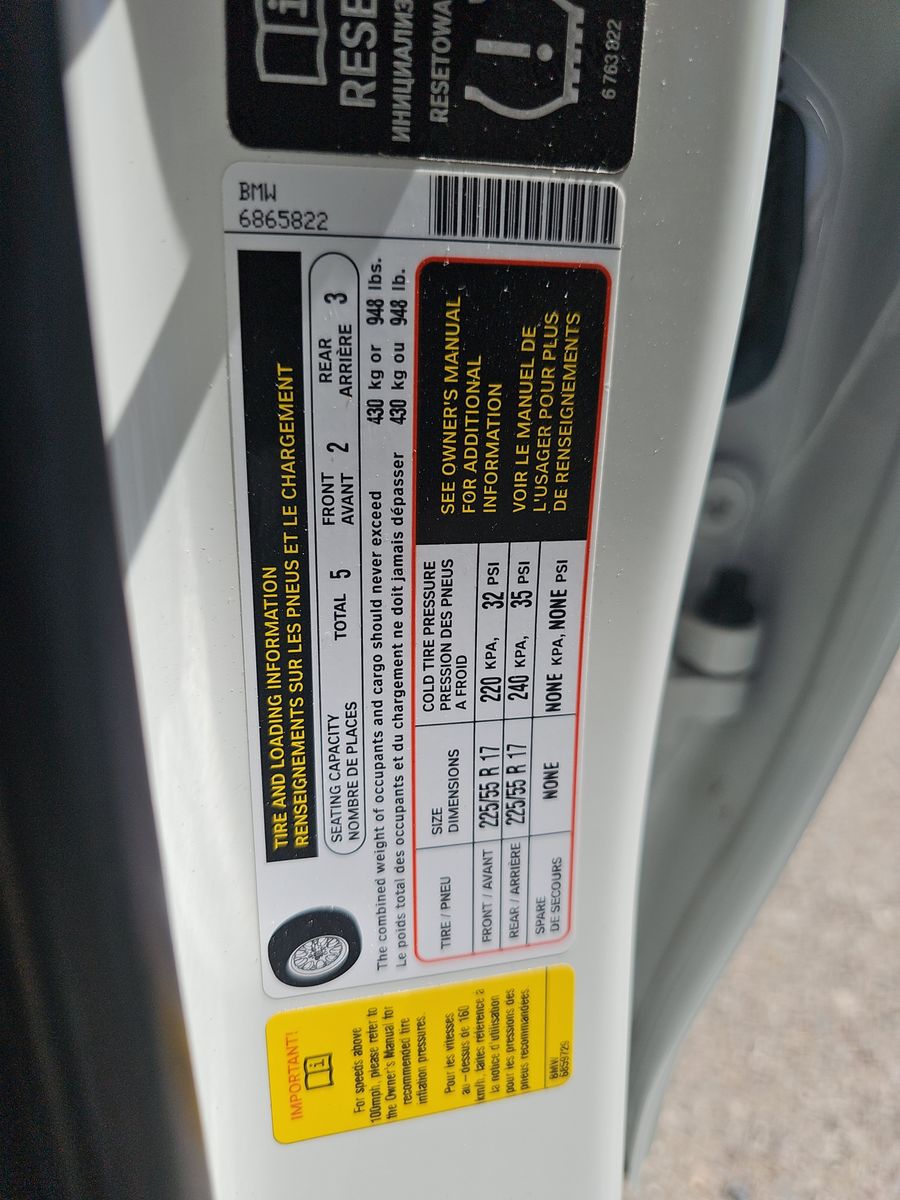 RESE
ИНИЦИАЛИЗ
RESETOWA
6 763 822
BMW
6865822
TIRE AND LOADING INFORMATION
RENSEIGNEMENTS SUR LES PNEUS ET LE CHARGEMENT
SEATING CAPACITY TOTAL 5 FRONT 2 REAR 3
NOMBRE DE PLACES AVANT ARRIÈRE
The combined weight of occupants and cargo should never exceed 430 kg or 948 lbs.
Le poids total des occupants et du chargement ne doit jamais dépasser 430 kg ou 948 lb.
TIRE / PNEU
SIZE
DIMENSIONS
COLD TIRE PRESSURE
PRESSION DES PNEUS
A FROID
FRONT / AVANT 225/55 R 17 220 KPA, 32 PSI
REAR / ARRIÈRE 225/55 R 17 240 KPA, 35 PSI
SPARE
DE SECOURS
NONE NONE KPA, NONE PSI
SEE OWNER'S MANUAL
FOR ADDITIONAL
INFORMATION
VOIR LE MANUEL DE
L'USAGER POUR PLUS
DE RENSEIGNEMENTS
IMPORTANT!
For speeds above
100mph, please refer to
the Owner's Manual for
recommended tire
inflation pressures.
Pour les vitesses
au-dessus de 160
km/h, faites référence à
la notice d'utilisation
pour les pressions des
pneus recommandées
BMW
6859729